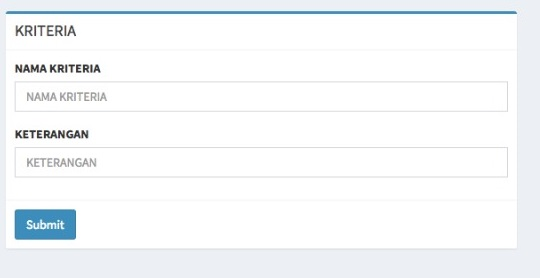 KRITERIA
NAMA KRITERIA
NAMA KRITERIA
KETERANGAN
KETERANGAN
Submit